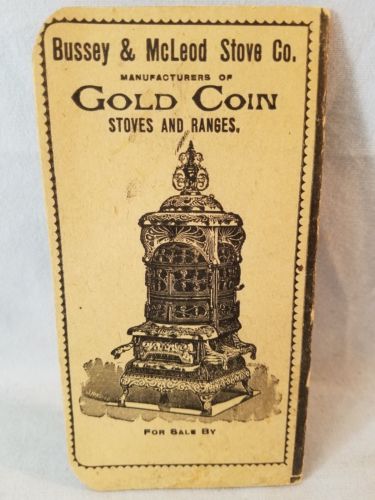 Bussey & McLeod Stove Co.
MANUFACTURERS OF
GOLD COIN
STOVES AND RANGES,
FOR SALE BY